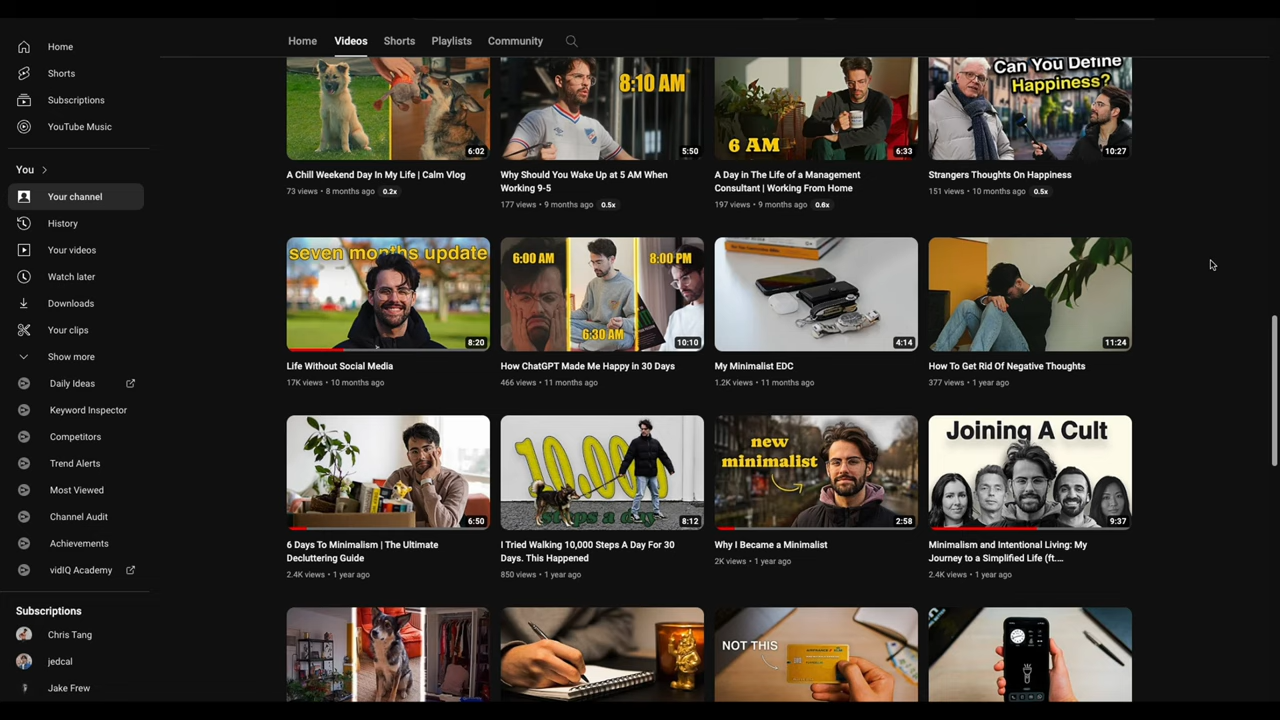 Home
Shorts
Subscriptions
YouTube Music
You
Your channel
History
Your videos
Watch later
Downloads
Your clips
Show more
Daily Ideas
Keyword Inspector
Competitors
Trend Alerts
Most Viewed
Channel Audit
Achievements
vidIQ Academy
Subscriptions
Chris Tang
jedcal
Jake Frew
Home Videos Shorts Playlists Community
6:02
A Chill Weekend Day In My Life | Calm Vlog
73 views • 8 months ago 0.2x
8:10 AM
5:50
Why Should You Wake Up at 5 AM When
Working 9-5
177 views • 9 months ago 0.5x
6 AM
6:33
A Day in The Life of a Management
Consultant | Working From Home
197 views • 9 months ago 0.6x
Can You Define
Happiness?
10:27
Strangers Thoughts On Happiness
151 views • 10 months ago 0.5x
seven months update
8:20
Life Without Social Media
17K views • 10 months ago
6:00 AM
8:00 PM
6:30 AM
10:10
How ChatGPT Made Me Happy in 30 Days
466 views • 11 months ago
4:14
My Minimalist EDC
1.2K views • 11 months ago
11:24
How To Get Rid Of Negative Thoughts
377 views • 1 year ago
6:50
6 Days To Minimalism | The Ultimate
Decluttering Guide
2.4K views • 1 year ago
10,000
steps a day
8:12
I Tried Walking 10,000 Steps A Day For 30
Days. This Happened
850 views • 1 year ago
new
minimalist
2:58
Why I Became a Minimalist
2K views • 1 year ago
Joining A Cult
9:37
Minimalism and Intentional Living: My
Journey to a Simplified Life (ft....
2.4K views • 1 year ago
NOT THIS